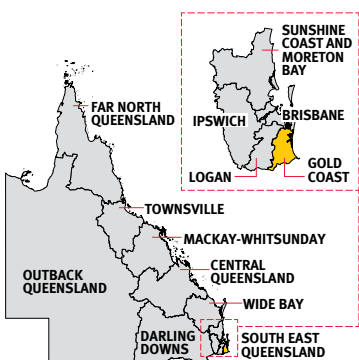 SUNSHINE
COAST AND
MORETON
BAY
IPSWICH
BRISBANE
LOGAN
GOLD
COAST
FAR NORTH
QUEENSLAND
TOWNSVILLE
MACKAY-WHITSUNDAY
CENTRAL
QUEENSLAND
OUTBACK
QUEENSLAND
WIDE BAY
DARLING
DOWNS
SOUTH EAST
QUEENSLAND